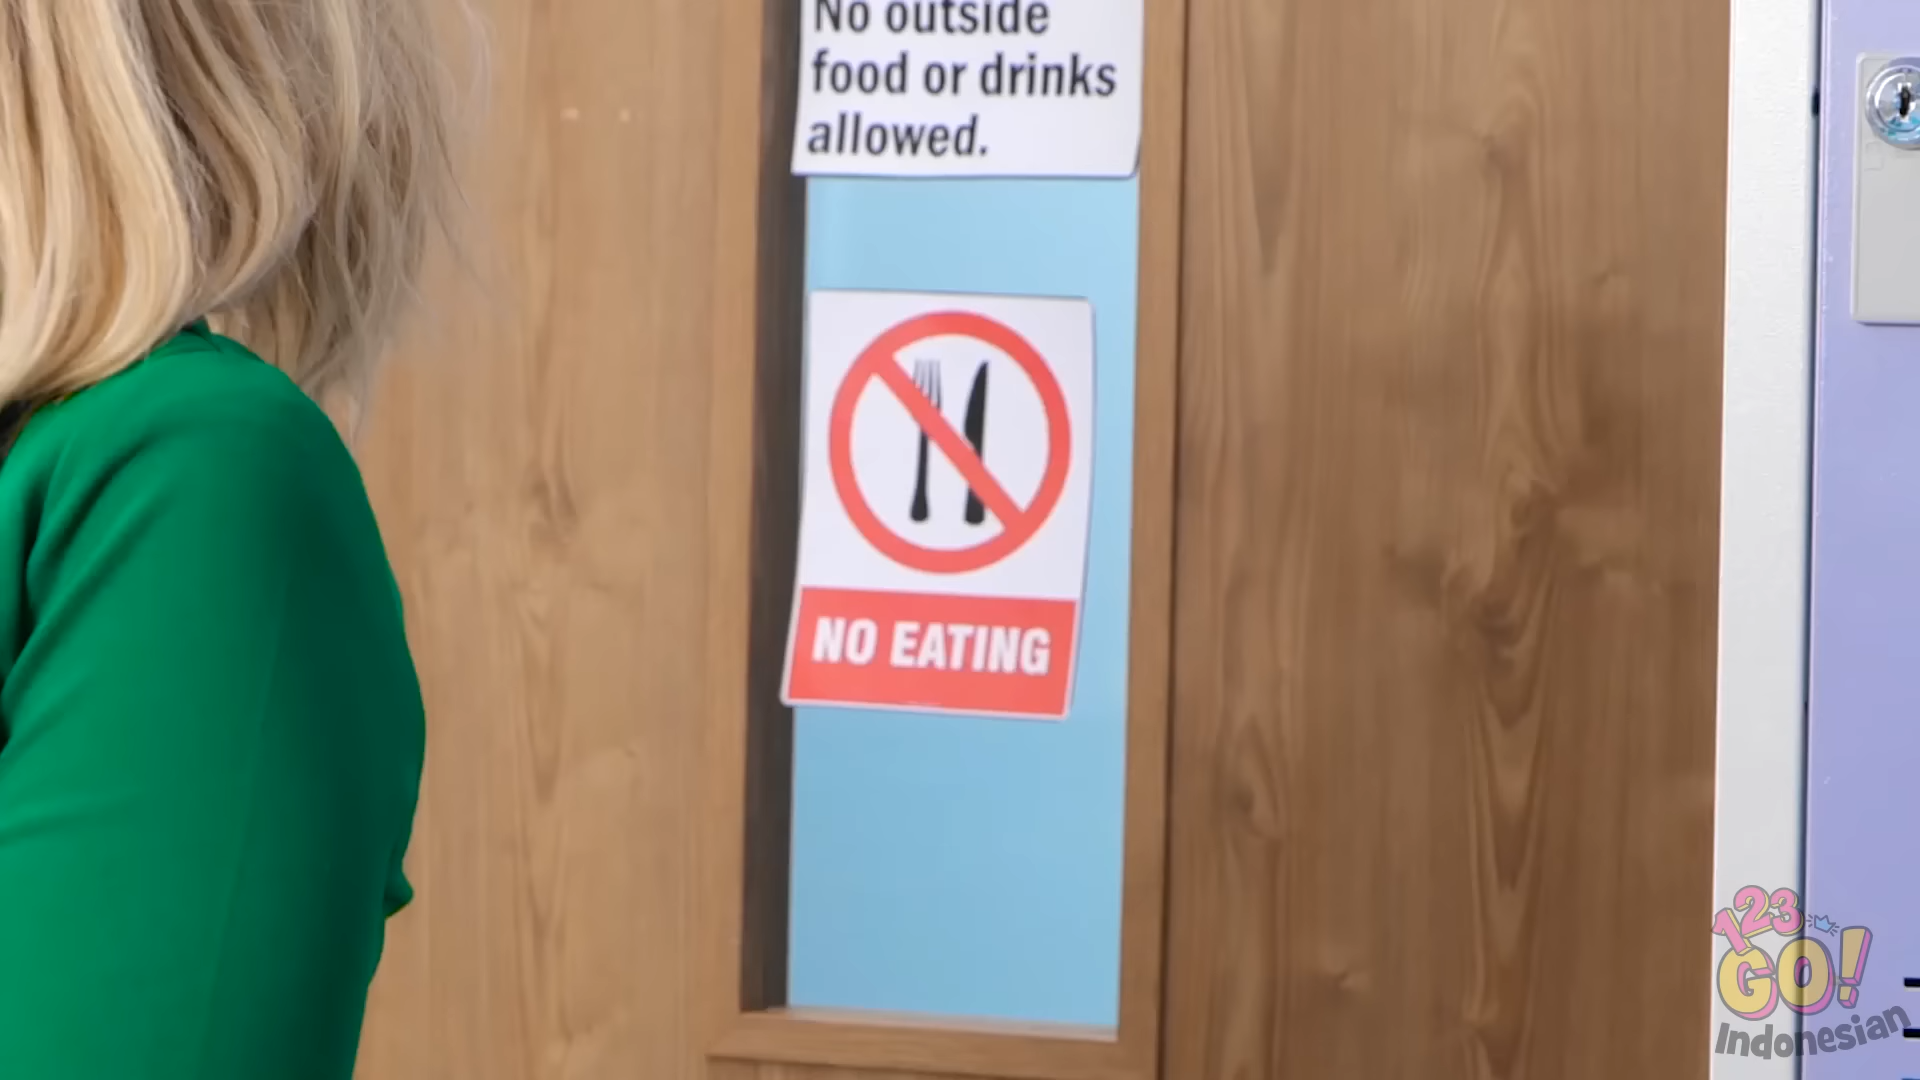 No outside
food or drinks
allowed.
NO EATING
123
GO!
Indonesian